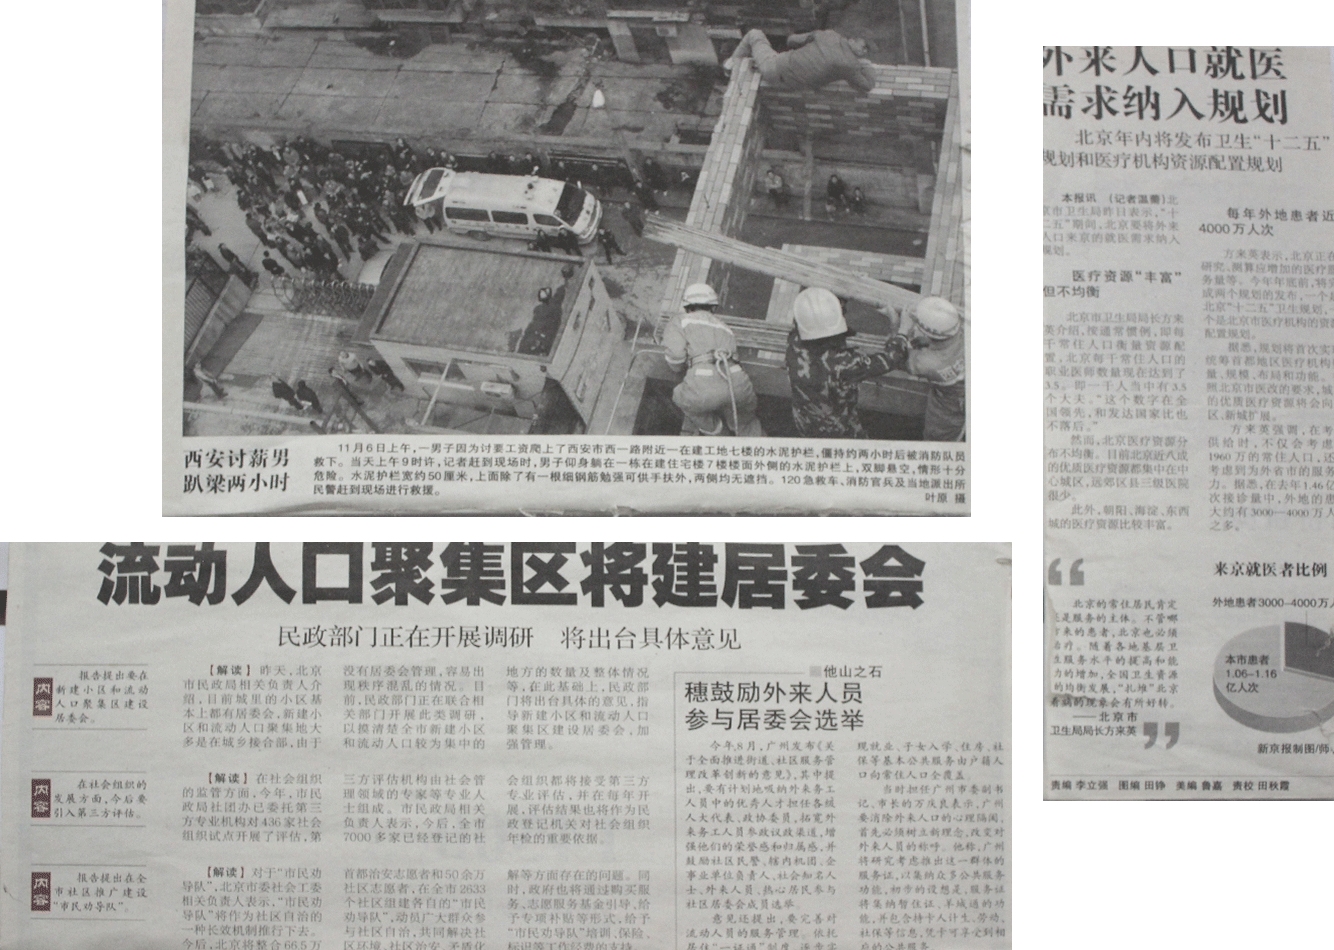 西安讨薪男
趴梁两小时
11月6日上午,一男子因为讨要工资爬上了西安市西一路附近一在建工地七楼的水泥护栏,僵持约两小时后被消防队员
救下。当天上午9时许,记者赶到现场时,男子仰身躺在一栋在建住宅楼7楼楼面外侧的水泥护栏上,双脚悬空,情形十分
危险。水泥护栏宽约50厘米,上面除了有一根细钢筋勉强可供手扶外,两侧均无遮挡。120急救车、消防官兵及当地派出所
民警赶到现场进行救援。
叶原 摄
外来人口就医
需求纳入规划
北京年内将发布卫生“十二五”
规划和医疗机构资源配置规划
本报讯 (记者温薷)北
京市卫生局昨日表示,“十
二五”期间,北京要将外来
人口来京的就医需求纳入
规划。
医疗资源“丰富”
但不均衡
北京市卫生局局长方来
英介绍,按通常惯例,即每
千常住人口衡量资源配
置,北京每千常住人口的
职业医师数量现在达到了
3.5。即一千人当中有3.5
个大夫。“这个数字在全
国领先,和发达国家比也
不落后。”
然而,北京医疗资源分
布不均衡。目前北京近八成
的优质医疗资源都集中在中
心城区,远郊区县三级医院
很少。
此外,朝阳、海淀、东西
城的医疗资源比较丰富。
每年外地患者近
4000万人次
方来英表示,北京正在
研究、测算应增加的医疗服
务量等。今年年底前,将完
成两个规划的发布,一个是
北京“十二五”卫生规划,一
个是北京市医疗机构的资源
配置规划。
据悉,规划将首次实
统筹首都地区医疗机构
量、规模、布局和功能。
照北京市医改的要求,城
的优质医疗资源将会向
区、新城扩展。
方来英强调,在考
供给时,不仅会考虑
1960万的常住人口,还
考虑到为外省市的服务
力。据悉,在去年1.46亿
次接诊量中,外地的患
大约有3000—4000万人
之多。
“
北京的常住居民肯定
是服务的主体。不管哪
来的患者,北京也必须
治疗。随着各地基层卫
生服务水平的提高和能
力的增加,全国卫生资源
的均衡发展,“扎堆”北京
看病的现象会有所好转。
——北京市
卫生局局长方来英
”
来京就医者比例
外地患者3000-4000万人
本市患者
1.06-1.16
亿人次
新京报制图/师
责编 李立强 图编 田铮 美编 鲁嘉 责校 田秋霞
流动人口聚集区将建居委会
民政部门正在开展调研 将出台具体意见
内容
报告提出要在
新建小区和流动
人口聚集区建设
居委会。
【解读】昨天,北京
市民政局相关负责人介
绍,目前城里的小区基
本上都有居委会,新建小
区和流动人口聚集地大
多是在城乡接合部,由于
没有居委会管理,容易出
现秩序混乱的情况。目
前,民政部门正在联合相
关部门开展此类调研,
以摸清楚全市新建小区
和流动人口较为集中的
地方的数量及整体情况
等,在此基础上,民政部
门将出台具体的意见,指
导新建小区和流动人口
聚集区建设居委会,加
强管理。
内容
在社会组织的
发展方面,今后要
引入第三方评估。
【解读】在社会组织
的监管方面,今年,市民
政局社团办已委托第三
方专业机构对436家社会
组织试点开展了评估,第
三方评估机构由社会管
理领域的专家等专业人
士组成。市民政局相关
负责人表示,今后,全市
7000多家已经登记的社
会组织都将接受第三方
专业评估,并在每年开
展,评估结果也将作为民
政登记机关对社会组织
年检的重要依据。
内容
报告提出在全
市社区推广建设
“市民劝导队”。
【解读】对于“市民劝
导队”,北京市委社会工委
相关负责人表示,“市民劝
导队”将作为社区自治的
一种长效机制推行下去。
今后,北京将整合66.5万
首都治安志愿者和50余万
社区志愿者,在全市2633
个社区组建各自的“市民
劝导队”,动员广大群众参
与社区自治,共同解决社
区环境、社区治安、矛盾化
解等方面存在的问题。同
时,政府也将通过购买服
务、志愿服务基金引导、给
予专项补贴等形式,给予
“市民劝导队”培训、保险、
标识等工作经费的支持。
他山之石
穗鼓励外来人员
参与居委会选举
今年8月,广州发布《关
于全面推进街道、社区服务管
理改革创新的意见》,其中提
出,要有计划地吸纳外来务工
人员中的优秀人才担任各级
人大代表、政协委员,拓宽外
来务工人员参政议政渠道,增
强他们的荣誉感和归属感,并
鼓励社区民警、辖内机团、企
事业单位负责人、社会知名人
士、外来人员、热心居民参与
社区居委会成员选举。
意见还提出,要完善对
流动人员的服务管理。依托
居住“一证通”制度,逐步实
现就业、子女入学、住房、社
保等基本公共服务由户籍人
口向常住人口全覆盖。
当时担任广州市委副书
记、市长的万庆良表示,广州
要消除外来人口的心理隔阂,
首先必须树立新理念,改变对
外来人员的称呼。他称,广州
将研究考虑推出这一群体的
服务证,以集纳众多公共服务
功能,初步的设想是,服务证
将集纳暂住证、羊城通的功
能,并包含持卡人计生、劳动、
社保等信息,凭卡可享受到相
应的公共服务。